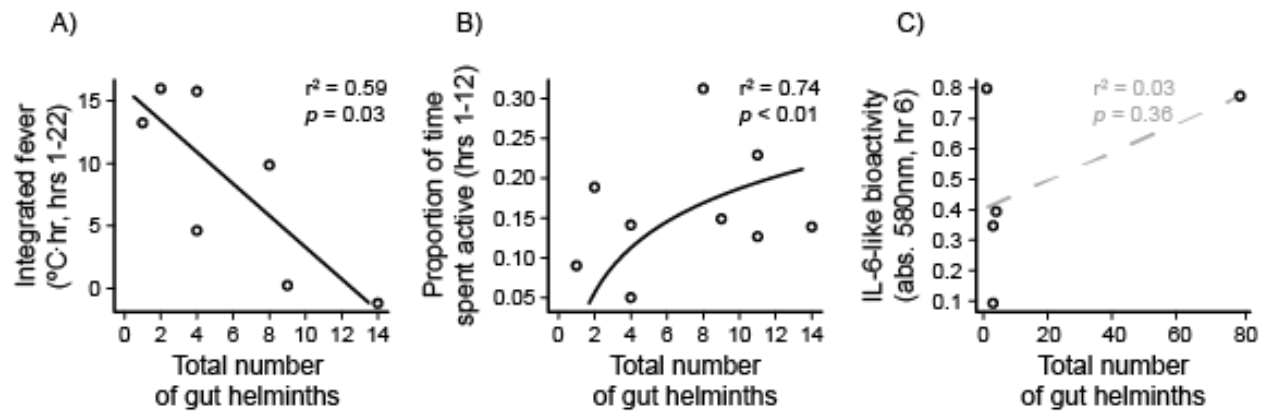 A)
Integrated fever
(ºC·hr, hrs 1-22)
15
10
5
0
r² = 0.59
p = 0.03
0 2 4 6 8 10 12 14
Total number
of gut helminths
B)
Proportion of time
spent active (hrs 1-12)
0.30
0.25
0.20
0.15
0.10
0.05
r² = 0.74
p < 0.01
0 2 4 6 8 10 12 14
Total number
of gut helminths
C)
IL-6-like bioactivity
(abs. 580nm, hr 6)
0.8
0.7
0.6
0.5
0.4
0.3
0.2
0.1
r² = 0.03
p = 0.36
0 20 40 60 80
Total number
of gut helminths